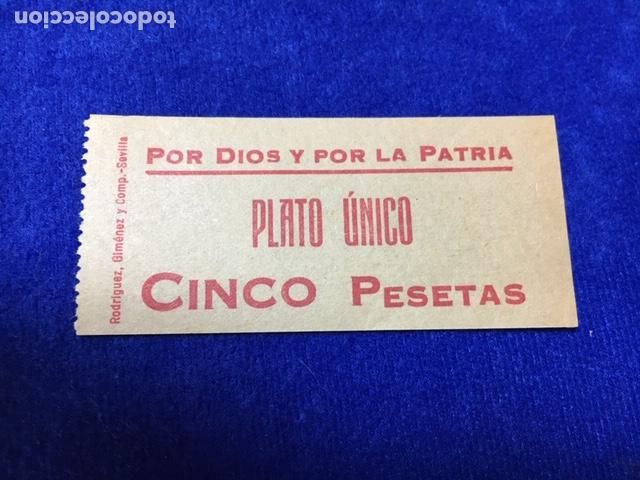 todocoleccion
POR DIOS Y POR LA PATRIA
PLATO ÚNICO
CINCO PESETAS
Rodríguez, Giménez y Comp.-Sevilla